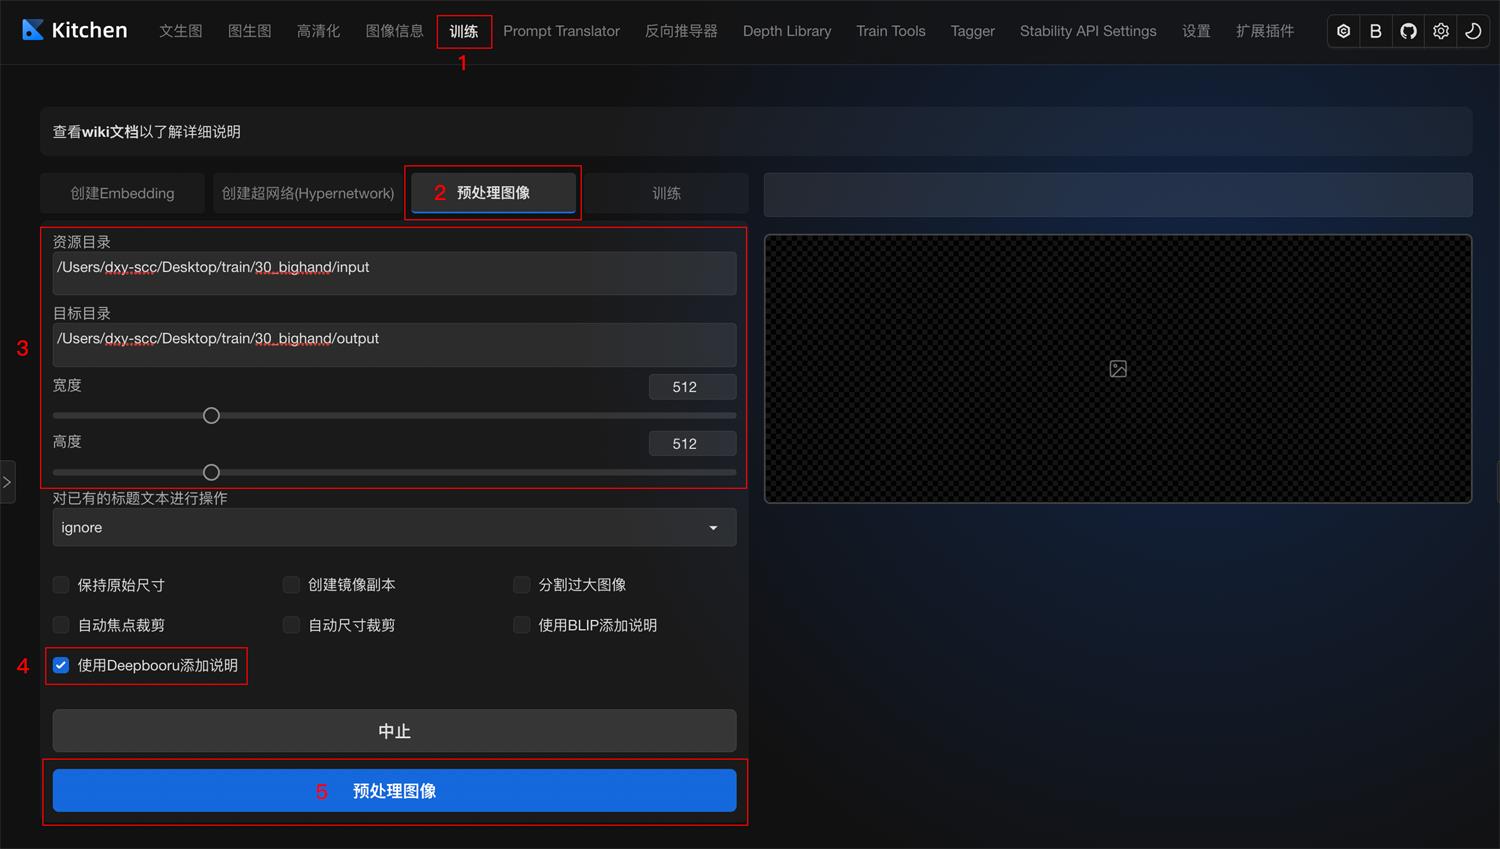 Kitchen 文生图 图生图 高清化 图像信息 训练 Prompt Translator 反向推导器 Depth Library Train Tools Tagger Stability API Settings 设置 扩展插件 B
1
查看wiki文档以了解详细说明
创建Embedding 创建超网络(Hypernetwork) 2 预处理图像 训练
资源目录
/Users/dxy-scc/Desktop/train/30_bighand/input
目标目录
/Users/dxy-scc/Desktop/train/30_bighand/output
3
宽度 512
高度 512
对已有的标题文本进行操作
ignore
保持原始尺寸 创建镜像副本 分割过大图像
自动焦点裁剪 自动尺寸裁剪 使用BLIP添加说明
4 使用Deepbooru添加说明
中止
5 预处理图像